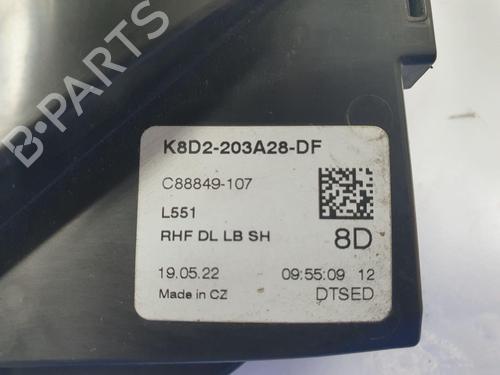 B-PARTS
K8D2-203A28-DF
C88849-107
L551
RHF DL LB SH 8D
19.05.22 09:55:09 12
Made in CZ DTSED